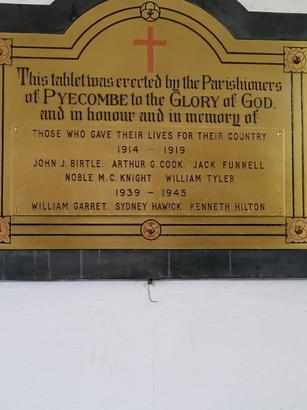 This tablet was erected by the Parishioners
of PYECOMBE to the GLORY of GOD.
and in honour and in memory of
THOSE WHO GAVE THEIR LIVES FOR THEIR COUNTRY
1914 - 1919
JOHN J. BIRTLE. ARTHUR G. COOK. JACK FUNNELL
NOBLE M. C. KNIGHT WILLIAM TYLER
1939 - 1945
WILLIAM GARRET. SYDNEY HAWICK. KENNETH HILTON